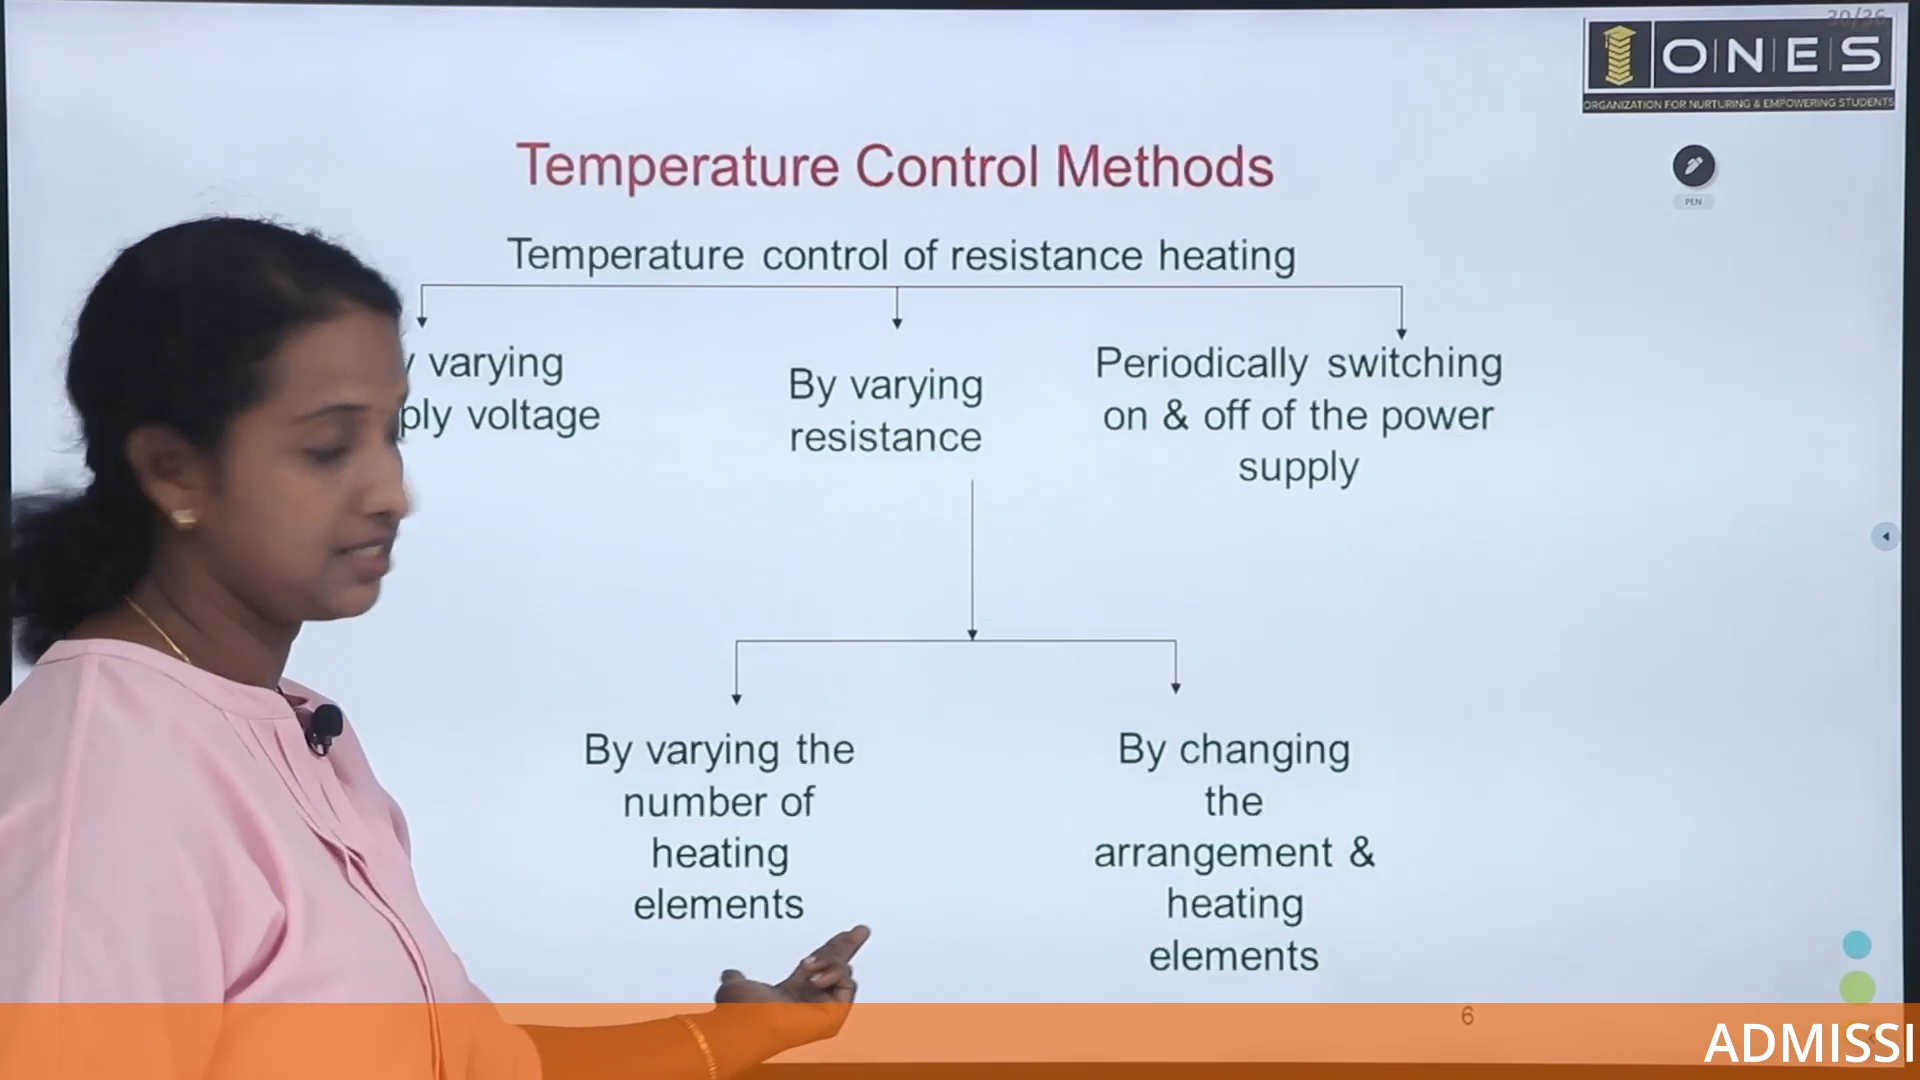 30/36
O|N|E|S
ORGANIZATION FOR NURTURING & EMPOWERING STUDENTS
Temperature Control Methods
PEN
Temperature control of resistance heating
varying
ply voltage
By varying
resistance
Periodically switching
on & off of the power
supply
By varying the
number of
heating
elements
By changing
the
arrangement &
heating
elements
6
ADMISSI